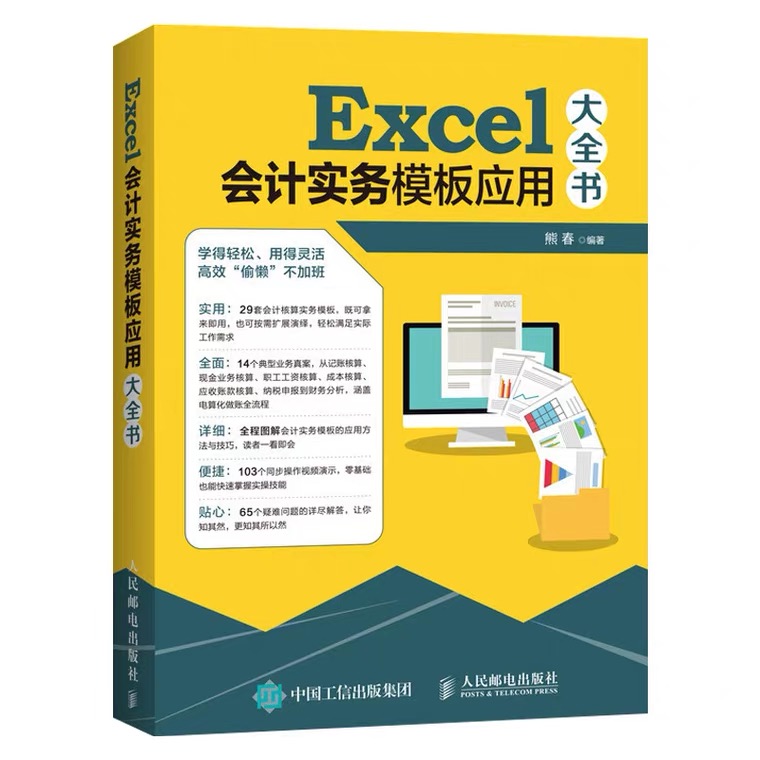 Excel
会计实务模板应用
大全书
熊春 ◎编著
学得轻松、用得灵活
高效“偷懒”不加班
实用：29套会计核算实务模板，既可拿
来即用，也可按需扩展演绎，轻松满足实际
工作需求
全面：14个典型业务真案，从记账核算、
现金业务核算、职工工资核算、成本核算、
应收账款核算、纳税申报到财务分析，涵盖
电算化做账全流程
详细：全程图解会计实务模板的应用方
法与技巧，读者一看即会
便捷：103个同步操作视频演示，零基础
也能快速掌握实操技能
贴心：65个疑难问题的详尽解答，让你
知其然，更知其所以然
INVOICE
中国工信出版集团
人民邮电出版社
POSTS & TELECOM PRESS
Excel会计实务模板应用大全书
人民邮电出版社